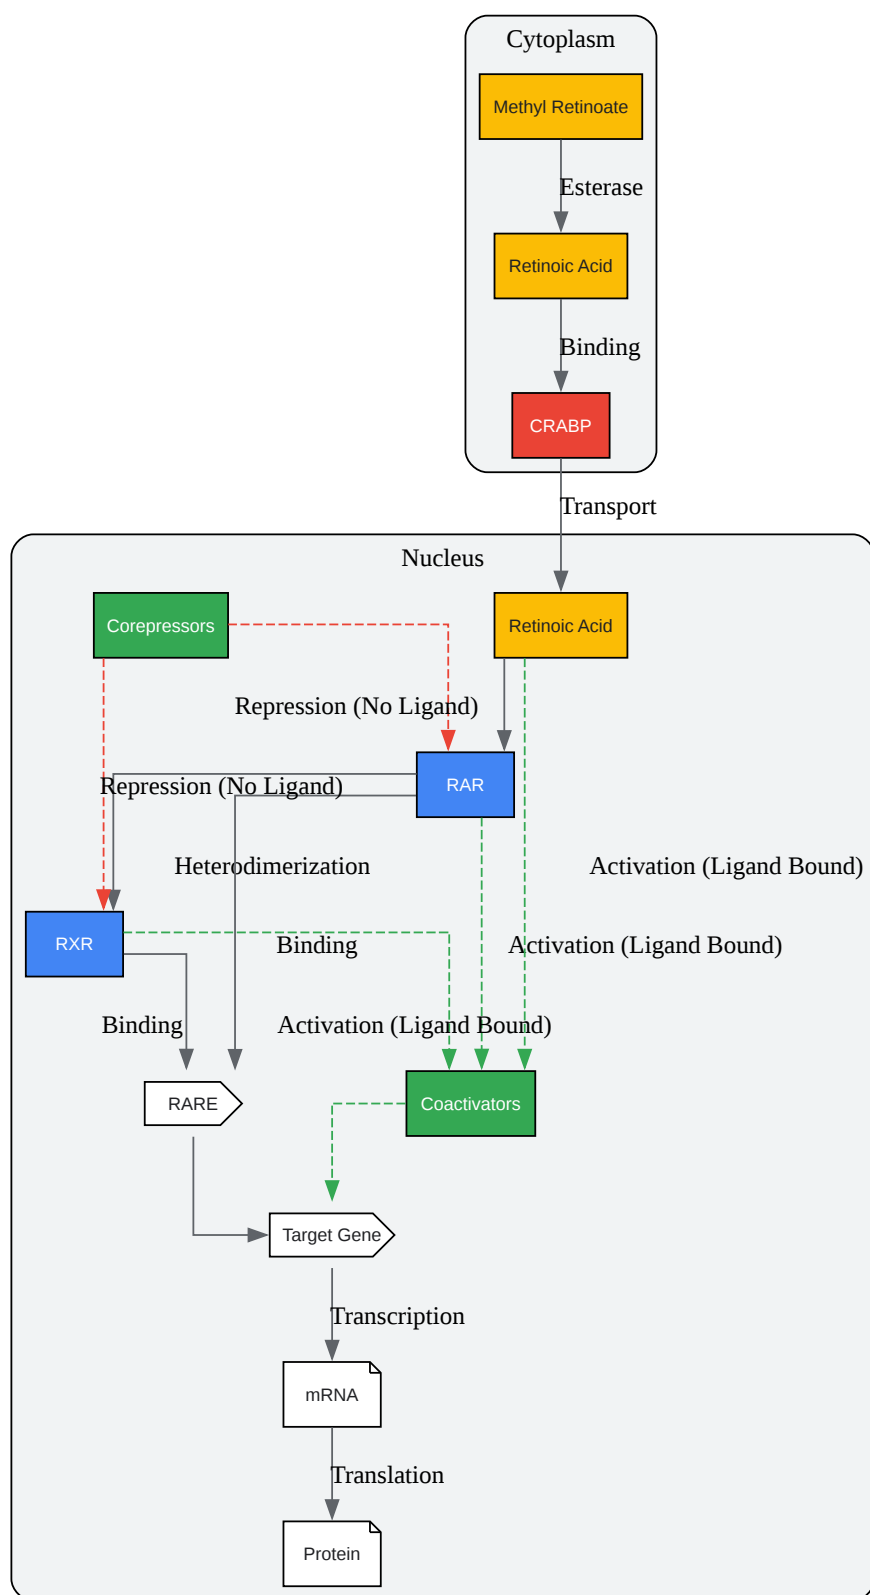 Cytoplasm
Methyl Retinoate
Esterase
Retinoic Acid
Binding
CRABP
Transport
Nucleus
Corepressors
Retinoic Acid
Repression (No Ligand)
RAR
Repression (No Ligand)
Heterodimerization
Activation (Ligand Bound)
RXR
Binding
Activation (Ligand Bound)
Binding
Activation (Ligand Bound)
RARE
Coactivators
Target Gene
Transcription
mRNA
Translation
Protein